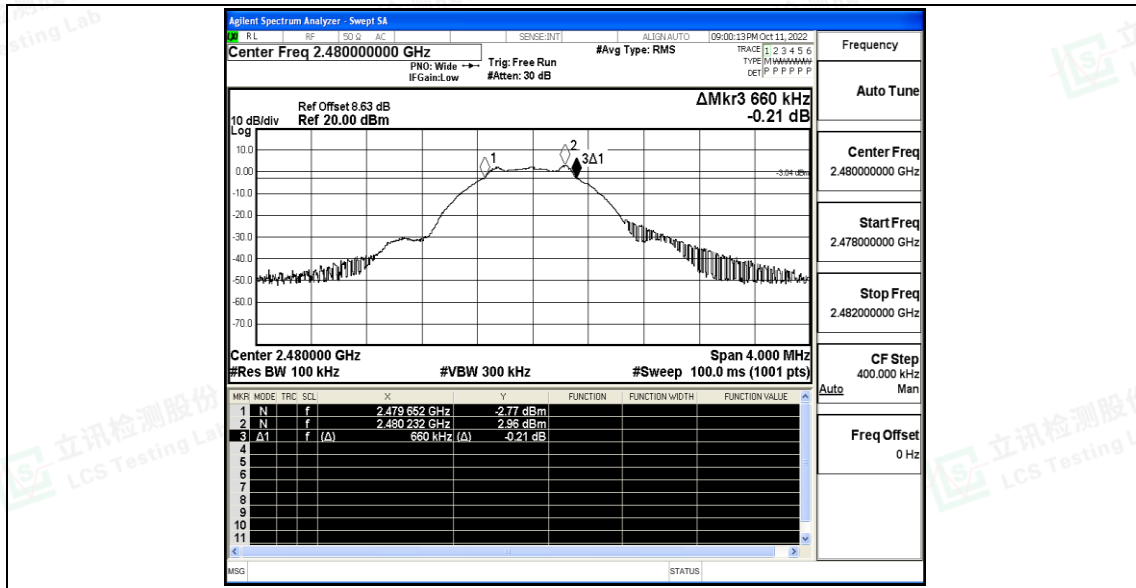 Agilent Spectrum Analyzer - Swept SA
RL RF 50 Ω AC SENSE:INT ALIGN AUTO 09:00:13 PM Oct 11, 2022
Center Freq 2.480000000 GHz
#Avg Type: RMS
TRACE 1 2 3 4 5 6
PNO: Wide
Trig: Free Run
TYPE M
IFGain:Low
#Atten: 30 dB
DET P P P P P P
ΔMkr3 660 kHz
-0.21 dB
Ref Offset 8.63 dB
10 dB/div Ref 20.00 dBm
Log
10.0
0.00
-10.0
-20.0
-30.0
-40.0
-50.0
-60.0
-70.0
1
2
3Δ1
-3.04 dBm
Center 2.480000 GHz Span 4.000 MHz
#Res BW 100 kHz #VBW 300 kHz #Sweep 100.0 ms (1001 pts)
MKR MODE TRC SCL X Y FUNCTION FUNCTION WIDTH FUNCTION VALUE
1 N f 2.479 652 GHz -2.77 dBm
2 N f 2.480 232 GHz 2.96 dBm
3 Δ1 f (Δ) 660 kHz (Δ) -0.21 dB
4
5
6
7
8
9
10
11
MSG STATUS
Frequency
Auto Tune
Center Freq
2.480000000 GHz
Start Freq
2.478000000 GHz
Stop Freq
2.482000000 GHz
CF Step
400.000 kHz
Auto Man
Freq Offset
0 Hz
立讯检测股份
LCS Testing Lab
立讯检测股份
LCS Testing L
sting Lab